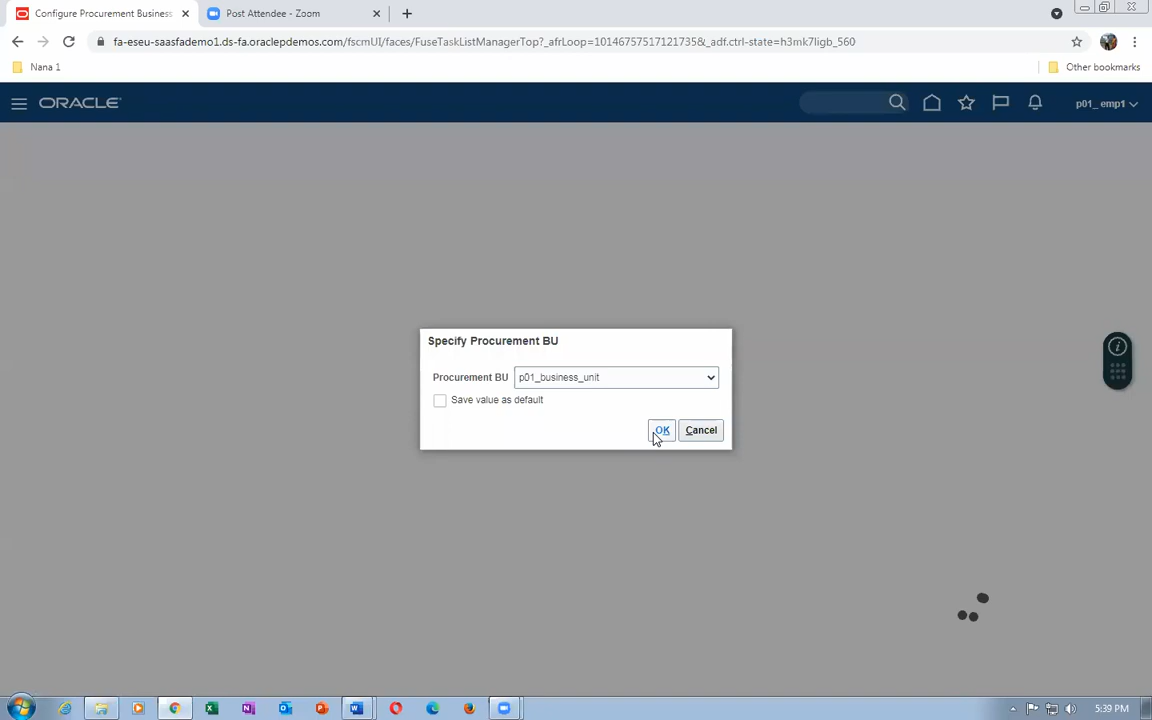 Configure Procurement Business
Post Attendee - Zoom
fa-eseu-saasfademo1.ds-fa.oraclepdemos.com/fscmUI/faces/FuseTaskListManagerTop?_afrLoop=10146757517121735&_adf.ctrl-state=h3mk7ligb_560
Nana 1
Other bookmarks
ORACLE
p01_ emp1
Specify Procurement BU
Procurement BU p01_business_unit
Save value as default
OK Cancel
5:39 PM